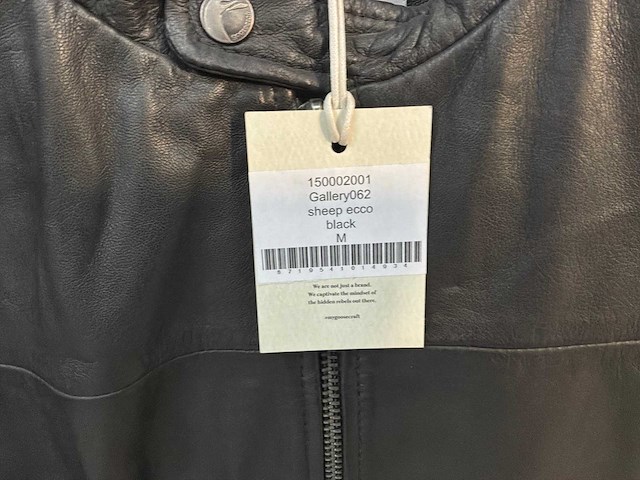 150002001
Gallery062
sheep ecco
black
M
We are not just a brand.
We captivate the mindset of
the hidden rebels out there.